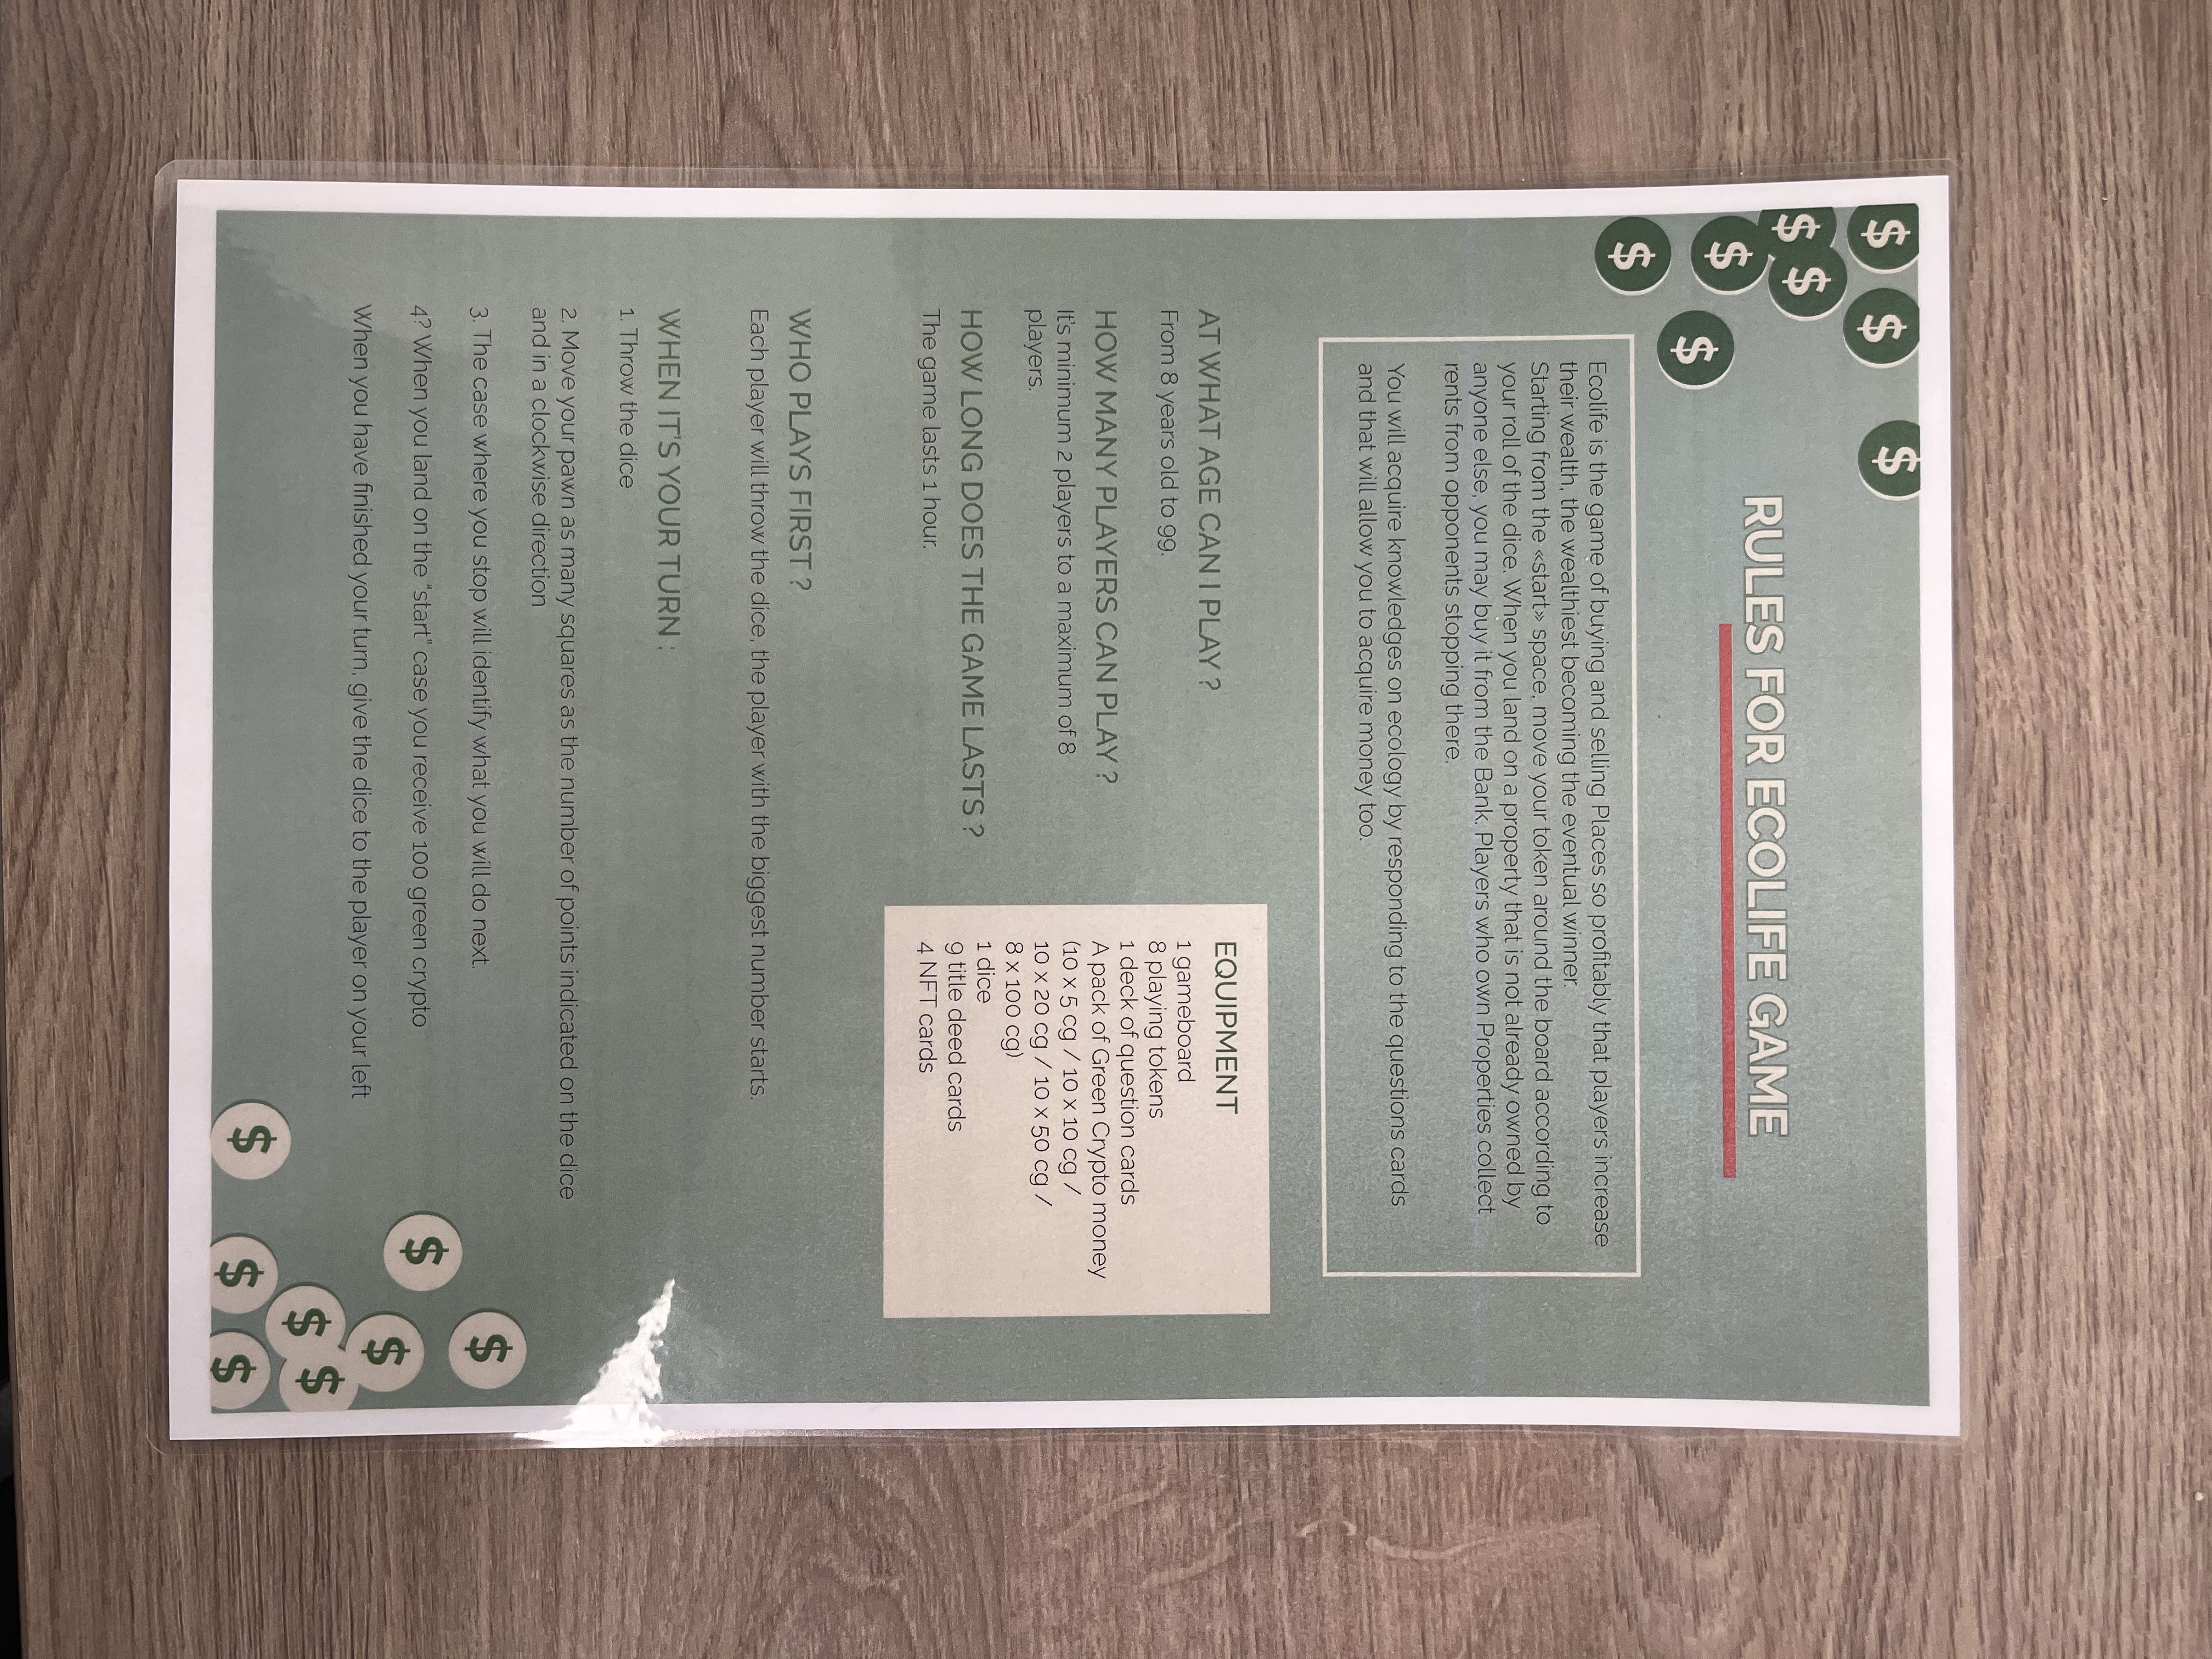 $
$
$
$
$
$
$
$
RULES FOR ECOLIFE GAME
Ecolife is the game of buying and selling Places so profitably that players increase
their wealth, the wealthiest becoming the eventual winner.
Starting from the «start» space, move your token around the board according to
your roll of the dice. When you land on a property that is not already owned by
anyone else, you may buy it from the Bank. Players who own Properties collect
rents from opponents stopping there.
You will acquire knowledges on ecology by responding to the questions cards
and that will allow you to acquire money too.
AT WHAT AGE CAN I PLAY ?
From 8 years old to 99.
HOW MANY PLAYERS CAN PLAY ?
It's minimum 2 players to a maximum of 8
players.
HOW LONG DOES THE GAME LASTS ?
The game lasts 1 hour.
EQUIPMENT
1 gameboard
8 playing tokens
1 deck of question cards
A pack of Green Crypto money
(10 x 5 cg / 10 x 10 cg /
10 x 20 cg / 10 x 50 cg /
8 x 100 cg)
1 dice
9 title deed cards
4 NFT cards
WHO PLAYS FIRST ?
Each player will throw the dice, the player with the biggest number starts.
WHEN IT'S YOUR TURN :
1. Throw the dice
2. Move your pawn as many squares as the number of points indicated on the dice
and in a clockwise direction
3. The case where you stop will identify what you will do next.
4? When you land on the "start" case you receive 100 green crypto
When you have finished your turn, give the dice to the player on your left
$
$
$
$
$
$
$
$